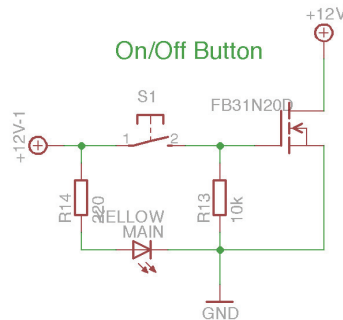 +12V
On/Off Button
S1
FB31N20D
1
2
+12V-1
R14
220
R13
10k
YELLOW
MAIN
GND